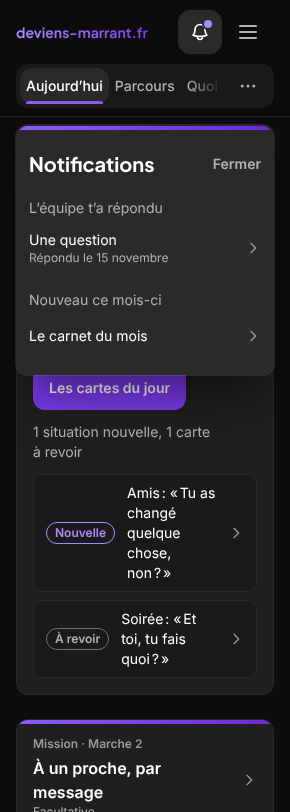 deviens-marrant.fr
Aujourd’hui Parcours Quoi
Notifications Fermer
L’équipe t’a répondu
Une question
Répondu le 15 novembre
Nouveau ce mois-ci
Le carnet du mois
Les cartes du jour
1 situation nouvelle, 1 carte
à revoir
Nouvelle
Amis : « Tu as
changé
quelque
chose,
non ? »
À revoir
Soirée : « Et
toi, tu fais
quoi ? »
Mission · Marche 2
À un proche, par
message
Facultative